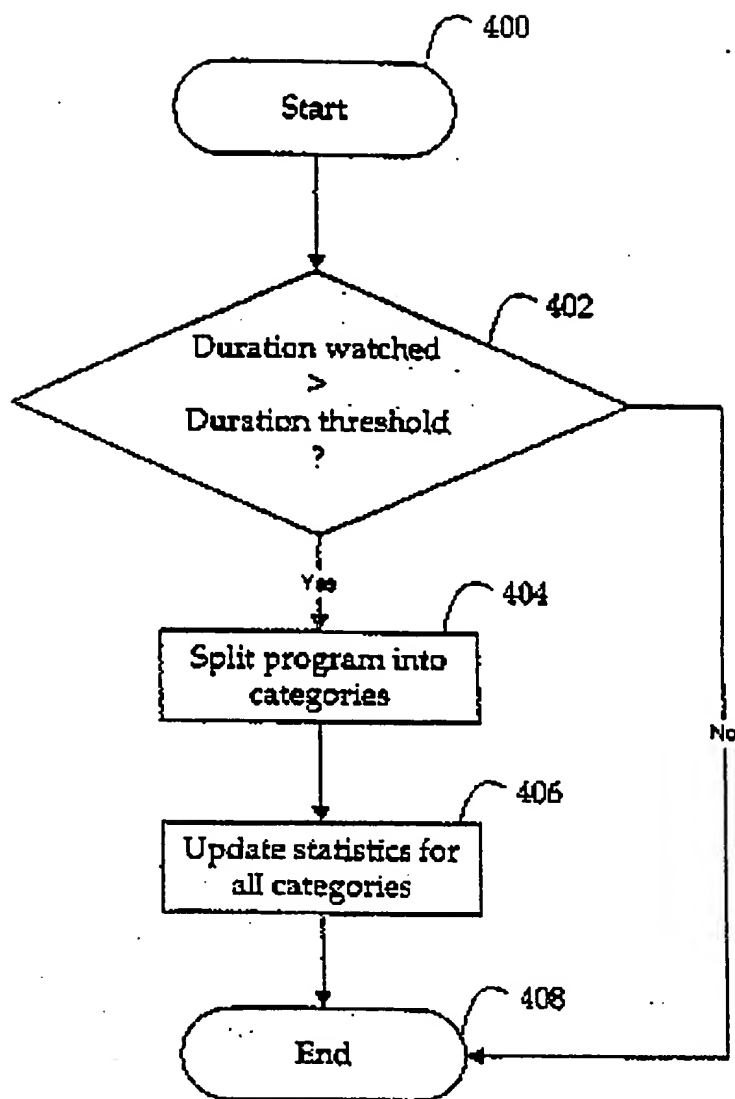 400
Start
402
Duration watched
>
Duration threshold
?
Yes
404
Split program into
categories
No
406
Update statistics for
all categories
408
End